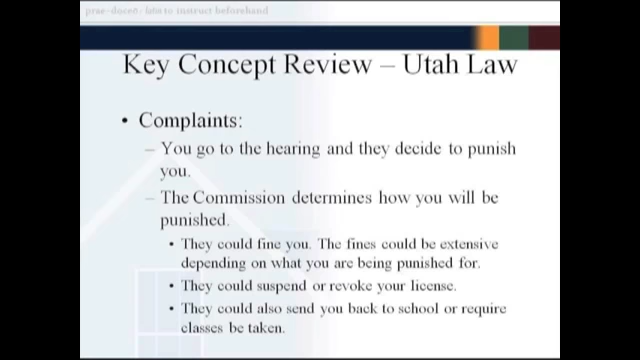 prae-doceo- latin to instruct beforehand
Key Concept Review – Utah Law
• Complaints:
– You go to the hearing and they decide to punish
you.
– The Commission determines how you will be
punished.
• They could fine you. The fines could be extensive
depending on what you are being punished for.
• They could suspend or revoke your license.
• They could also send you back to school or require
classes be taken.